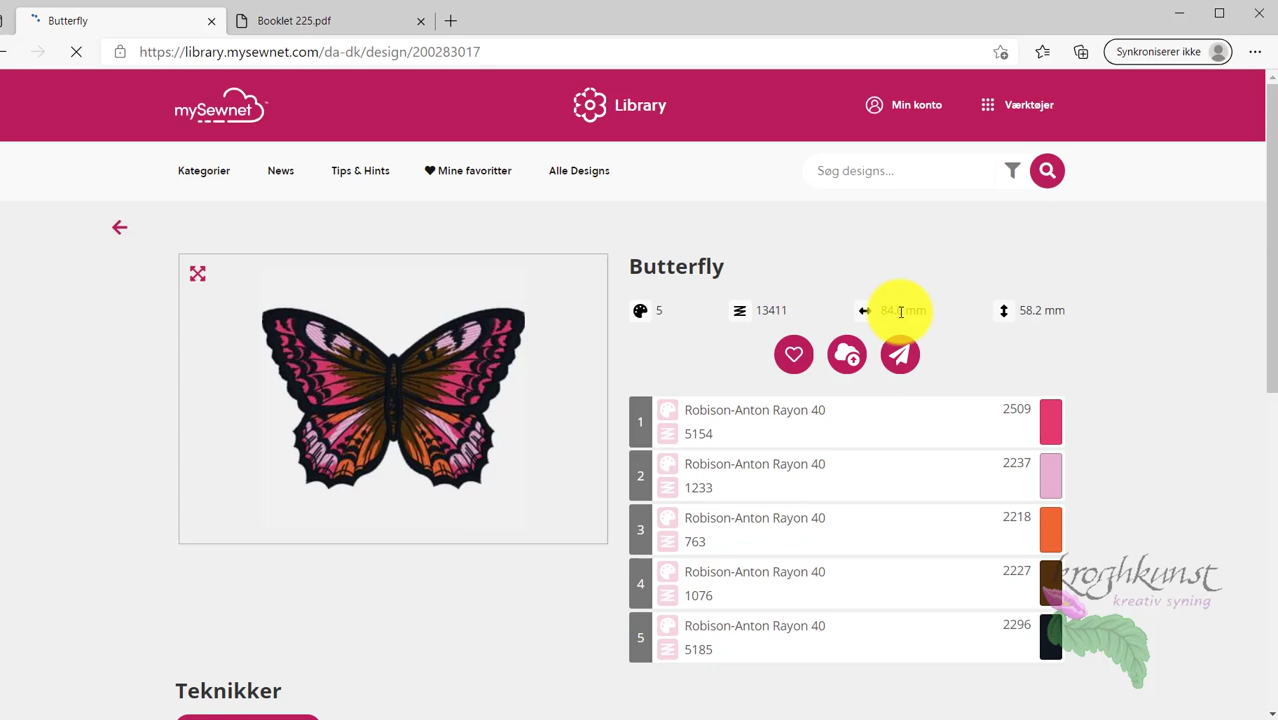 Butterfly
Booklet 225.pdf
https://library.mysewnet.com/da-dk/design/200283017
Synkroniserer ikke
mySewnet™
Library
Min konto
Værktøjer
Kategorier
News
Tips & Hints
Mine favoritter
Alle Designs
Søg designs...
Butterfly
5
13411
mm
58.2 mm
1
Robison-Anton Rayon 40
2509
5154
2
Robison-Anton Rayon 40
2237
1233
3
Robison-Anton Rayon 40
2218
763
4
Robison-Anton Rayon 40
2227
1076
5
Robison-Anton Rayon 40
2296
5185
kroghkunst
kreativ syning
Teknikker